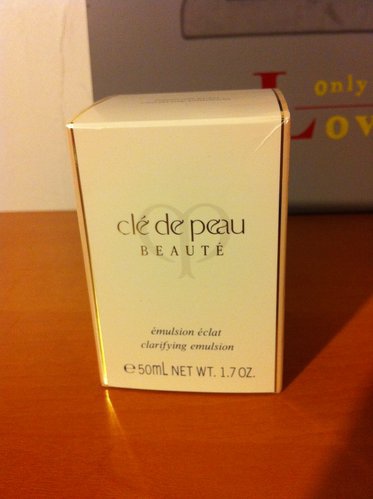 only
Lov
clé de peau
BEAUTÉ
émulsion éclat
clarifying emulsion
℮50mL NET WT. 1.7 OZ.